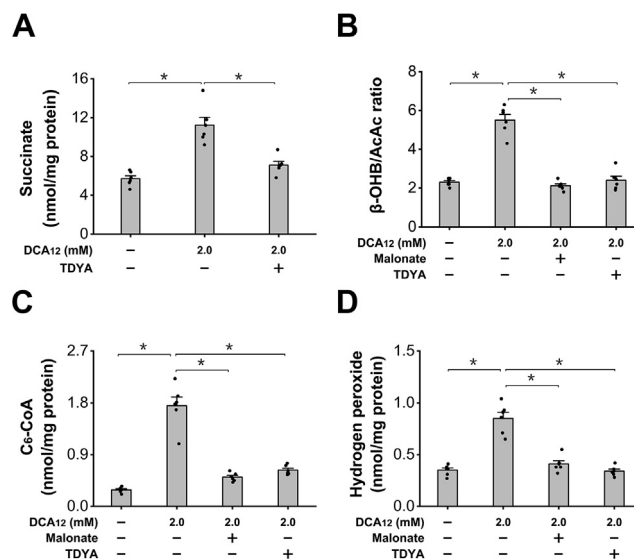 A
Succinate
(nmol/mg protein)
16
12
8
4
0
* *
DCA12 (mM) – 2.0 2.0
TDYA – – +
B
β-OHB/AcAc ratio
8
6
4
2
0
* * *
DCA12 (mM) – 2.0 2.0 2.0
Malonate – – + –
TDYA – – – +
C
C6-CoA
(nmol/mg protein)
2.7
1.8
0.9
0.0
* * *
DCA12 (mM) – 2.0 2.0 2.0
Malonate – – + –
TDYA – – – +
D
Hydrogen peroxide
(nmol/mg protein)
1.5
1.0
0.5
0.0
* * *
DCA12 (mM) – 2.0 2.0 2.0
Malonate – – + –
TDYA – – – +